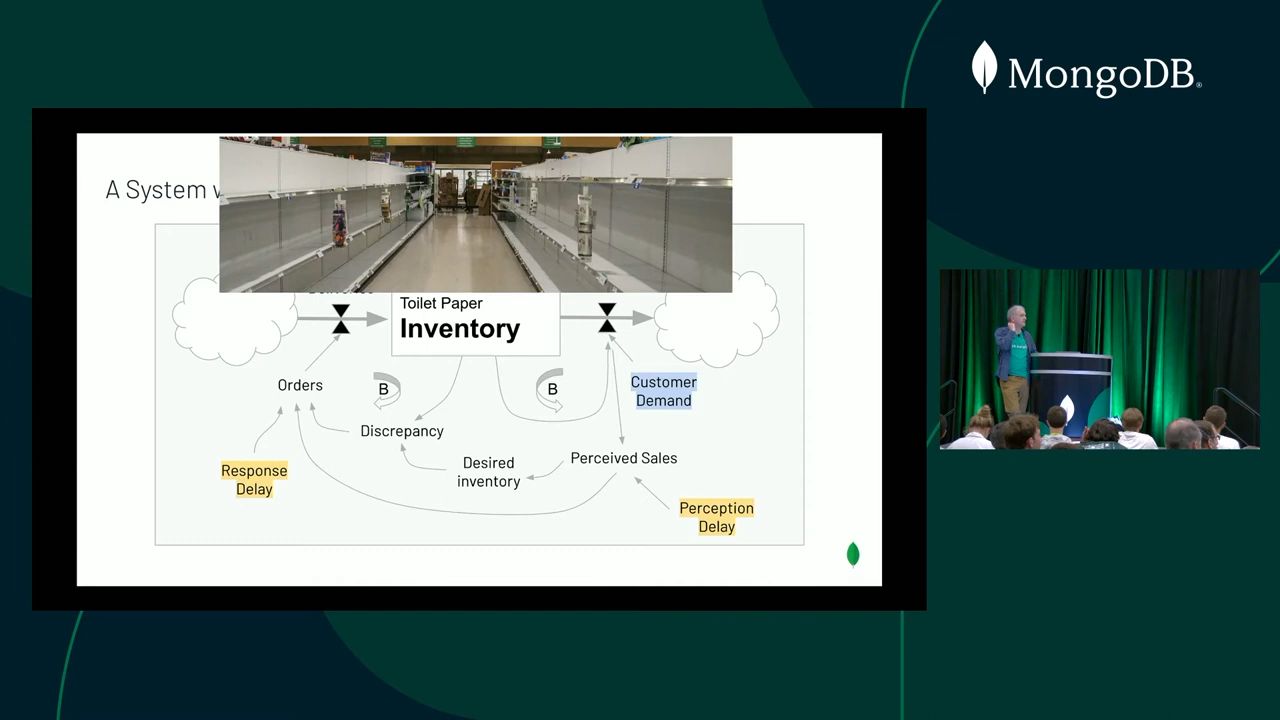 MongoDB®
A System
Toilet Paper
Inventory
Orders
B
B
Customer
Demand
Discrepancy
Response
Delay
Desired
inventory
Perceived Sales
Perception
Delay